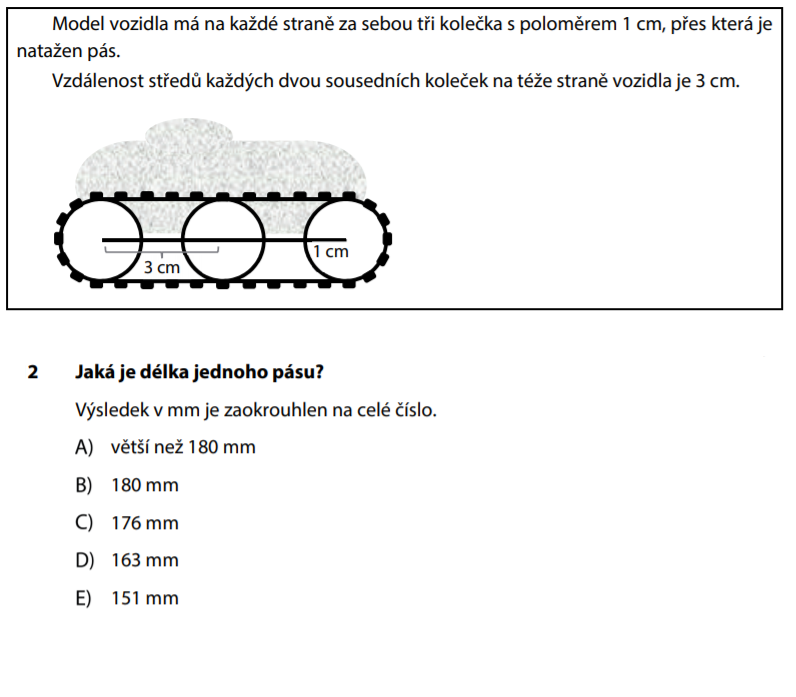 Model vozidla má na každé straně za sebou tři kolečka s poloměrem 1 cm, přes která je
natažen pás.
Vzdálenost středů každých dvou sousedních koleček na téže straně vozidla je 3 cm.
1 cm
3 cm
2 Jaká je délka jednoho pásu?
Výsledek v mm je zaokrouhlen na celé číslo.
A) větší než 180 mm
B) 180 mm
C) 176 mm
D) 163 mm
E) 151 mm